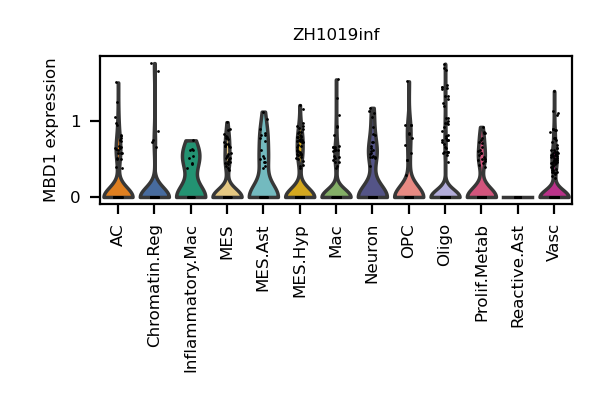 ZH1019inf
MBD1 expression
1
0
AC
Chromatin.Reg
Inflammatory.Mac
MES
MES.Ast
MES.Hyp
Mac
Neuron
OPC
Oligo
Prolif.Metab
Reactive.Ast
Vasc